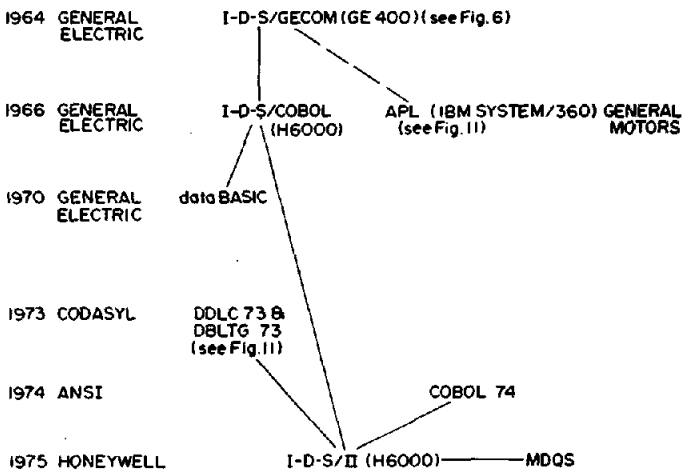 1964 GENERAL ELECTRIC I-D-S/GECOM (GE 400) (see Fig. 6)
1966 GENERAL ELECTRIC I-D-S/COBOL (H6000) APL (IBM SYSTEM/360) (see Fig. 11) GENERAL MOTORS
1970 GENERAL ELECTRIC dataBASIC
1973 CODASYL DDLC 73 & DBLTG 73 (see Fig. 11)
1974 ANSI COBOL 74
1975 HONEYWELL I-D-S/II (H6000) MDQS